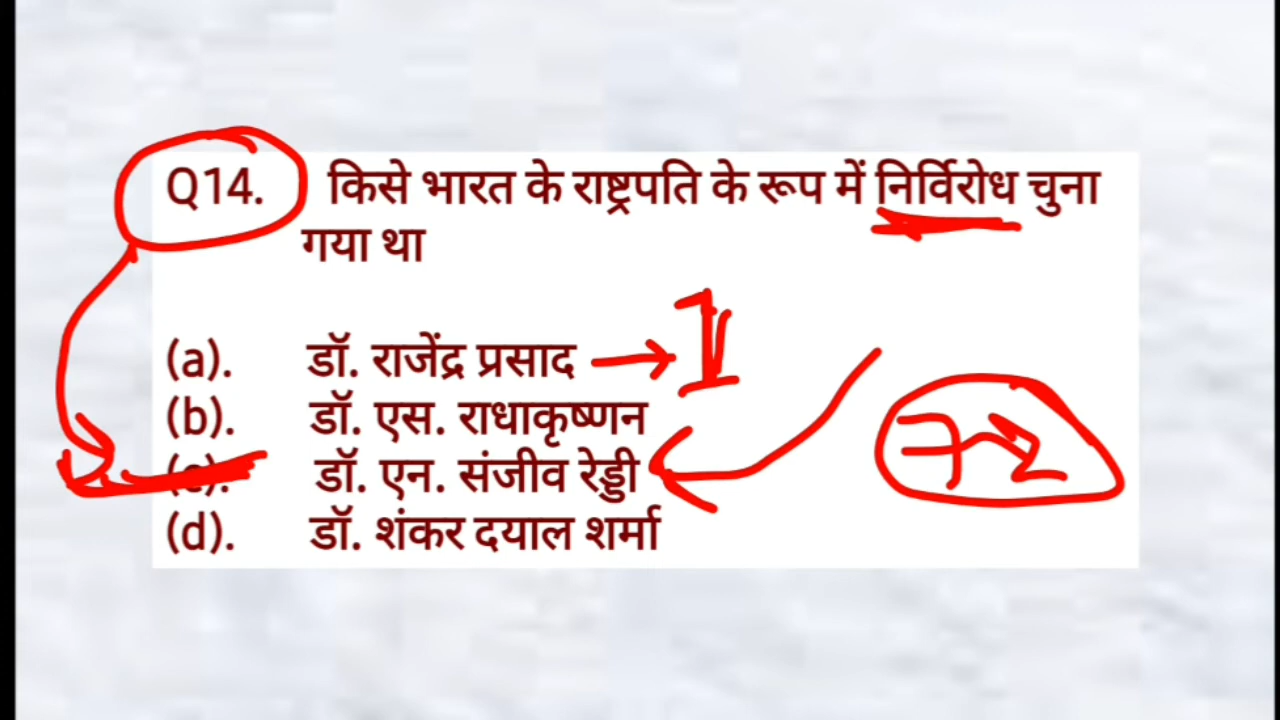 Q14. किसे भारत के राष्ट्रपति के रूप में निर्विरोध चुना
गया था
(a). डॉ. राजेंद्र प्रसाद → I
(b). डॉ. एस. राधाकृष्णन
(c). डॉ. एन. संजीव रेड्डी
(d). डॉ. शंकर दयाल शर्मा